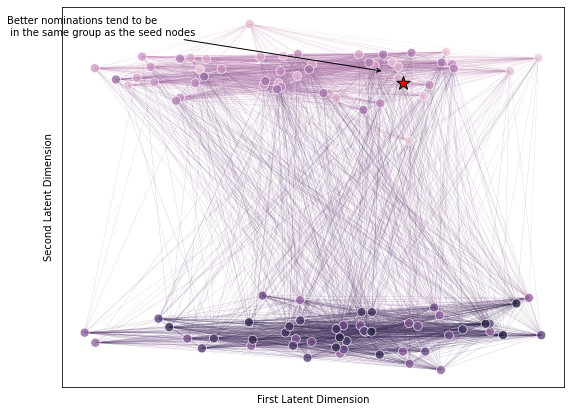 Better nominations tend to be
in the same group as the seed nodes
Second Latent Dimension
First Latent Dimension